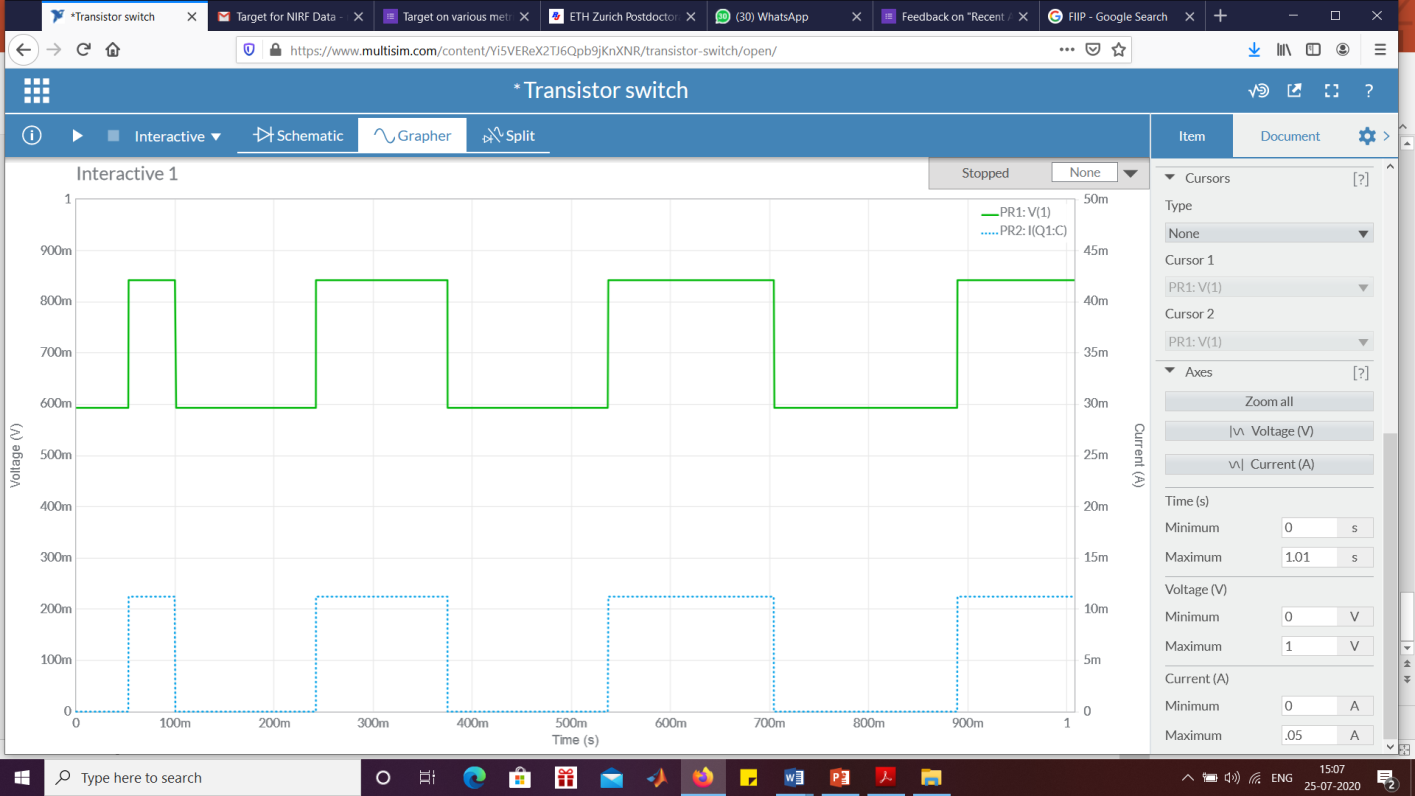 *Transistor switch
Target for NIRF Data -
Target on various metr
ETH Zurich Postdoctor
(30) WhatsApp
Feedback on "Recent A
FIIP - Google Search
https://www.multisim.com/content/Yi5VEReX2TJ6Qpb9jKnXNR/transistor-switch/open/
*Transistor switch
?
Interactive
Schematic
Grapher
Split
Item
Document
Interactive 1
Stopped
None
PR1: V(1)
PR2: I(Q1:C)
1
900m
800m
700m
600m
500m
400m
300m
200m
100m
0
Voltage (V)
50m
45m
40m
35m
30m
25m
20m
15m
10m
5m
0
Current (A)
0
100m
200m
300m
400m
500m
600m
700m
800m
900m
1
Time (s)
Cursors
[?]
Type
None
Cursor 1
PR1: V(1)
Cursor 2
PR1: V(1)
Axes
[?]
Zoom all
Voltage (V)
Current (A)
Time (s)
Minimum 0 s
Maximum 1.01 s
Voltage (V)
Minimum 0 V
Maximum 1 V
Current (A)
Minimum 0 A
Maximum .05 A
Type here to search
ENG
15:07
25-07-2020
2